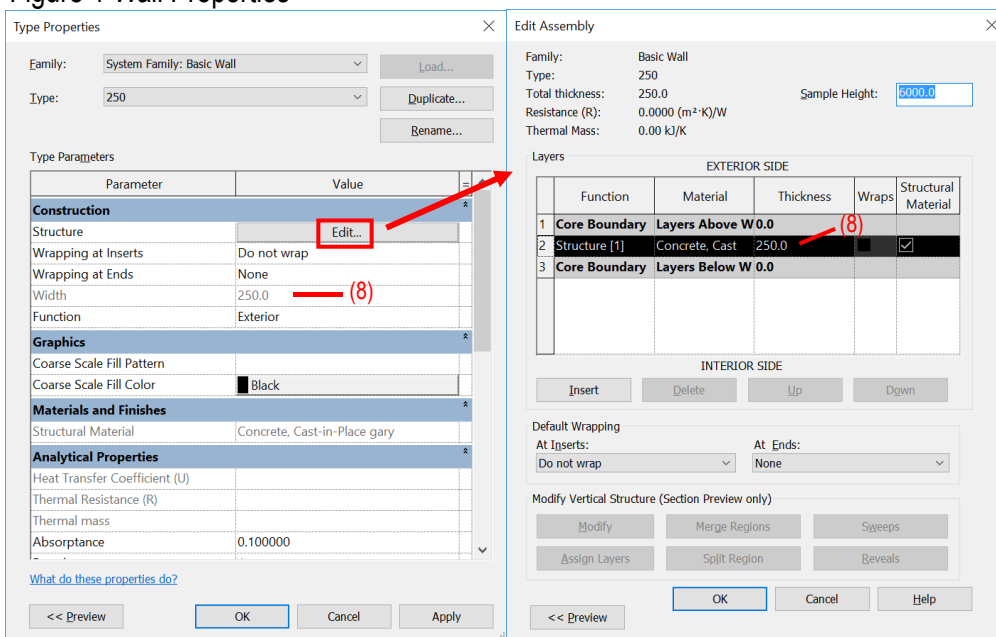 Figure 1 Wall Properties
Type Properties
Family: System Family: Basic Wall Load...
Type: 250 Duplicate...
Rename...
Type Parameters
Parameter Value =
Construction
Structure Edit...
Wrapping at Inserts Do not wrap
Wrapping at Ends None
Width 250.0 (8)
Function Exterior
Graphics
Coarse Scale Fill Pattern
Coarse Scale Fill Color Black
Materials and Finishes
Structural Material Concrete, Cast-in-Place gary
Analytical Properties
Heat Transfer Coefficient (U)
Thermal Resistance (R)
Thermal mass
Absorptance 0.100000
What do these properties do?
<< Preview OK Cancel Apply
Edit Assembly
Family: Basic Wall
Type: 250
Total thickness: 250.0 Sample Height: 6000.0
Resistance (R): 0.0000 (m²·K)/W
Thermal Mass: 0.00 kJ/K
Layers
EXTERIOR SIDE
Function Material Thickness Wraps Structural Material
1 Core Boundary Layers Above W 0.0 (8)
2 Structure [1] Concrete, Cast 250.0
3 Core Boundary Layers Below W 0.0
INTERIOR SIDE
Insert Delete Up Down
Default Wrapping
At Inserts: At Ends:
Do not wrap None
Modify Vertical Structure (Section Preview only)
Modify Merge Regions Sweeps
Assign Layers Split Region Reveals
OK Cancel Help
<< Preview